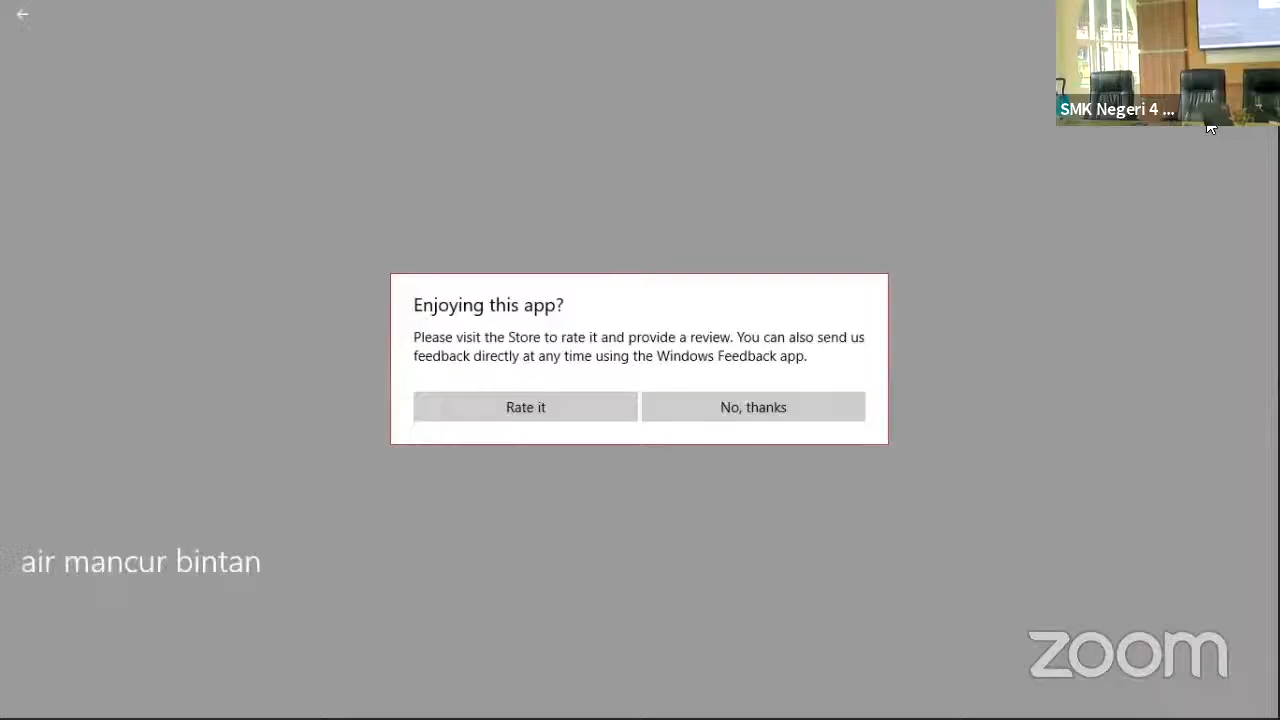 SMK Negeri 4 ...
Enjoying this app?
Please visit the Store to rate it and provide a review. You can also send us
feedback directly at any time using the Windows Feedback app.
Rate it
No, thanks
air mancur bintan
zoom